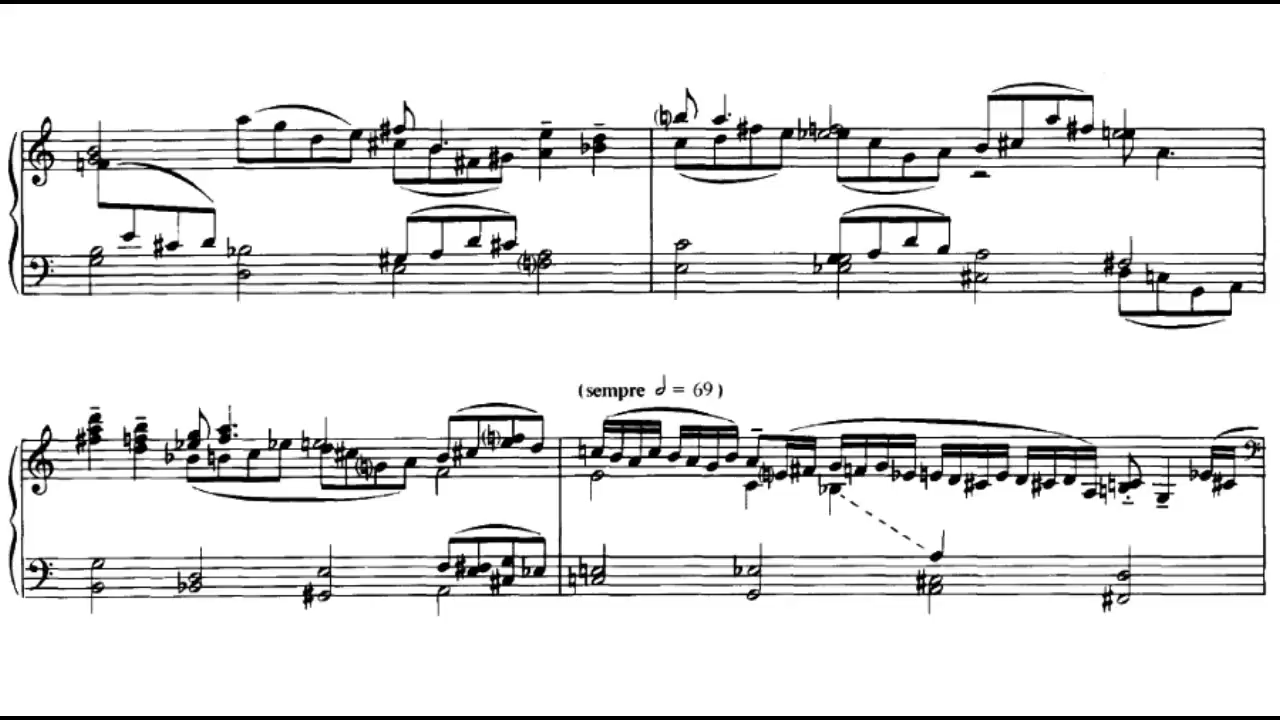 (sempre 𝅗𝅥 = 69)